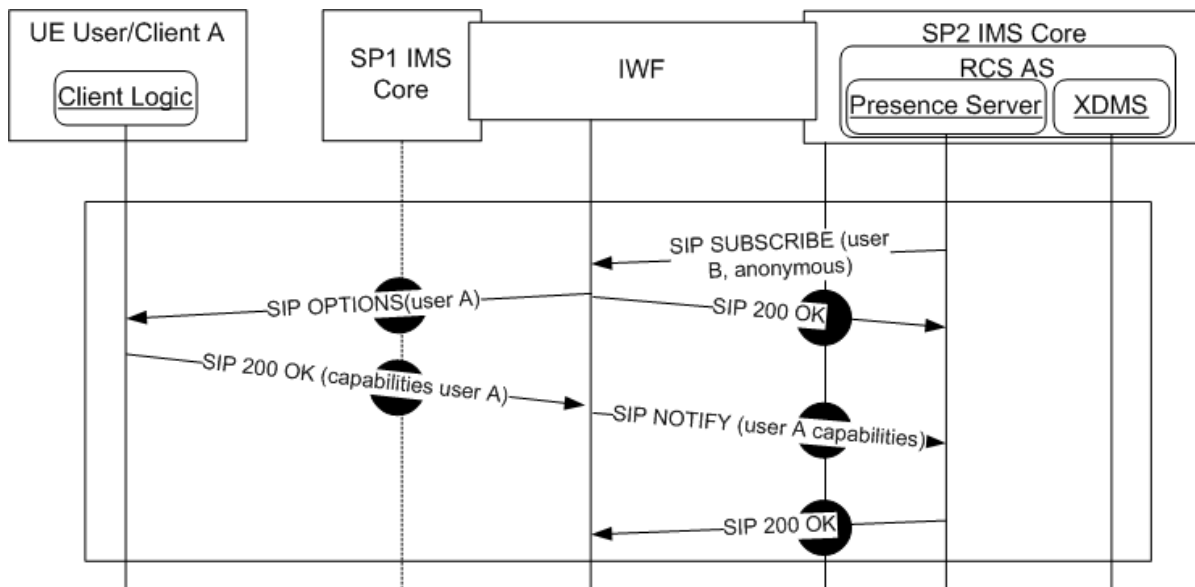 UE User/Client A
Client Logic
SP1 IMS
Core
IWF
SP2 IMS Core
RCS AS
Presence Server
XDMS
SIP SUBSCRIBE (user
B, anonymous)
SIP OPTIONS(user A)
SIP 200 OK
SIP 200 OK (capabilities user A)
SIP NOTIFY (user A capabilities)
SIP 200 OK